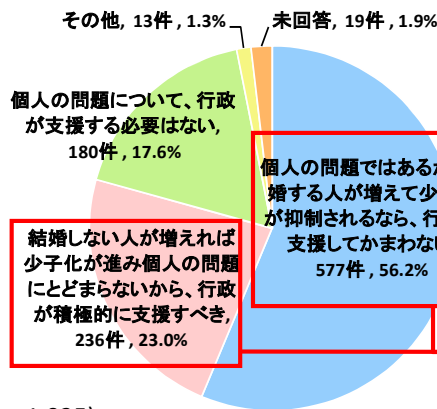 その他, 13件 , 1.3%
未回答, 19件 , 1.9%
個人の問題について、行政
が支援する必要はない,
180件 , 17.6%
個人の問題ではあるが
婚する人が増えて少
が抑制されるなら、行
支援してかまわない
577件 , 56.2%
結婚しない人が増えれば
少子化が進み個人の問題
にとどまらないから、行政
が積極的に支援すべき,
236件 , 23.0%